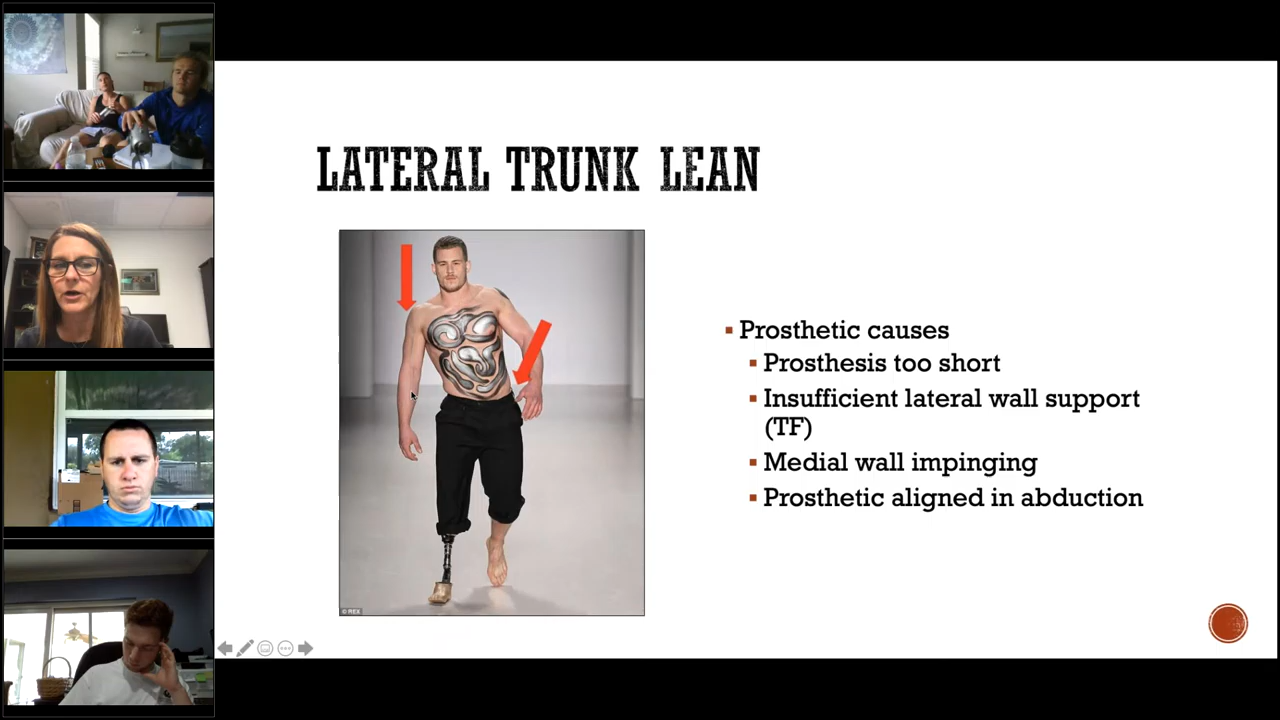 LATERAL TRUNK LEAN
▪ Prosthetic causes
▪ Prosthesis too short
▪ Insufficient lateral wall support
(TF)
▪ Medial wall impinging
▪ Prosthetic aligned in abduction
© REX